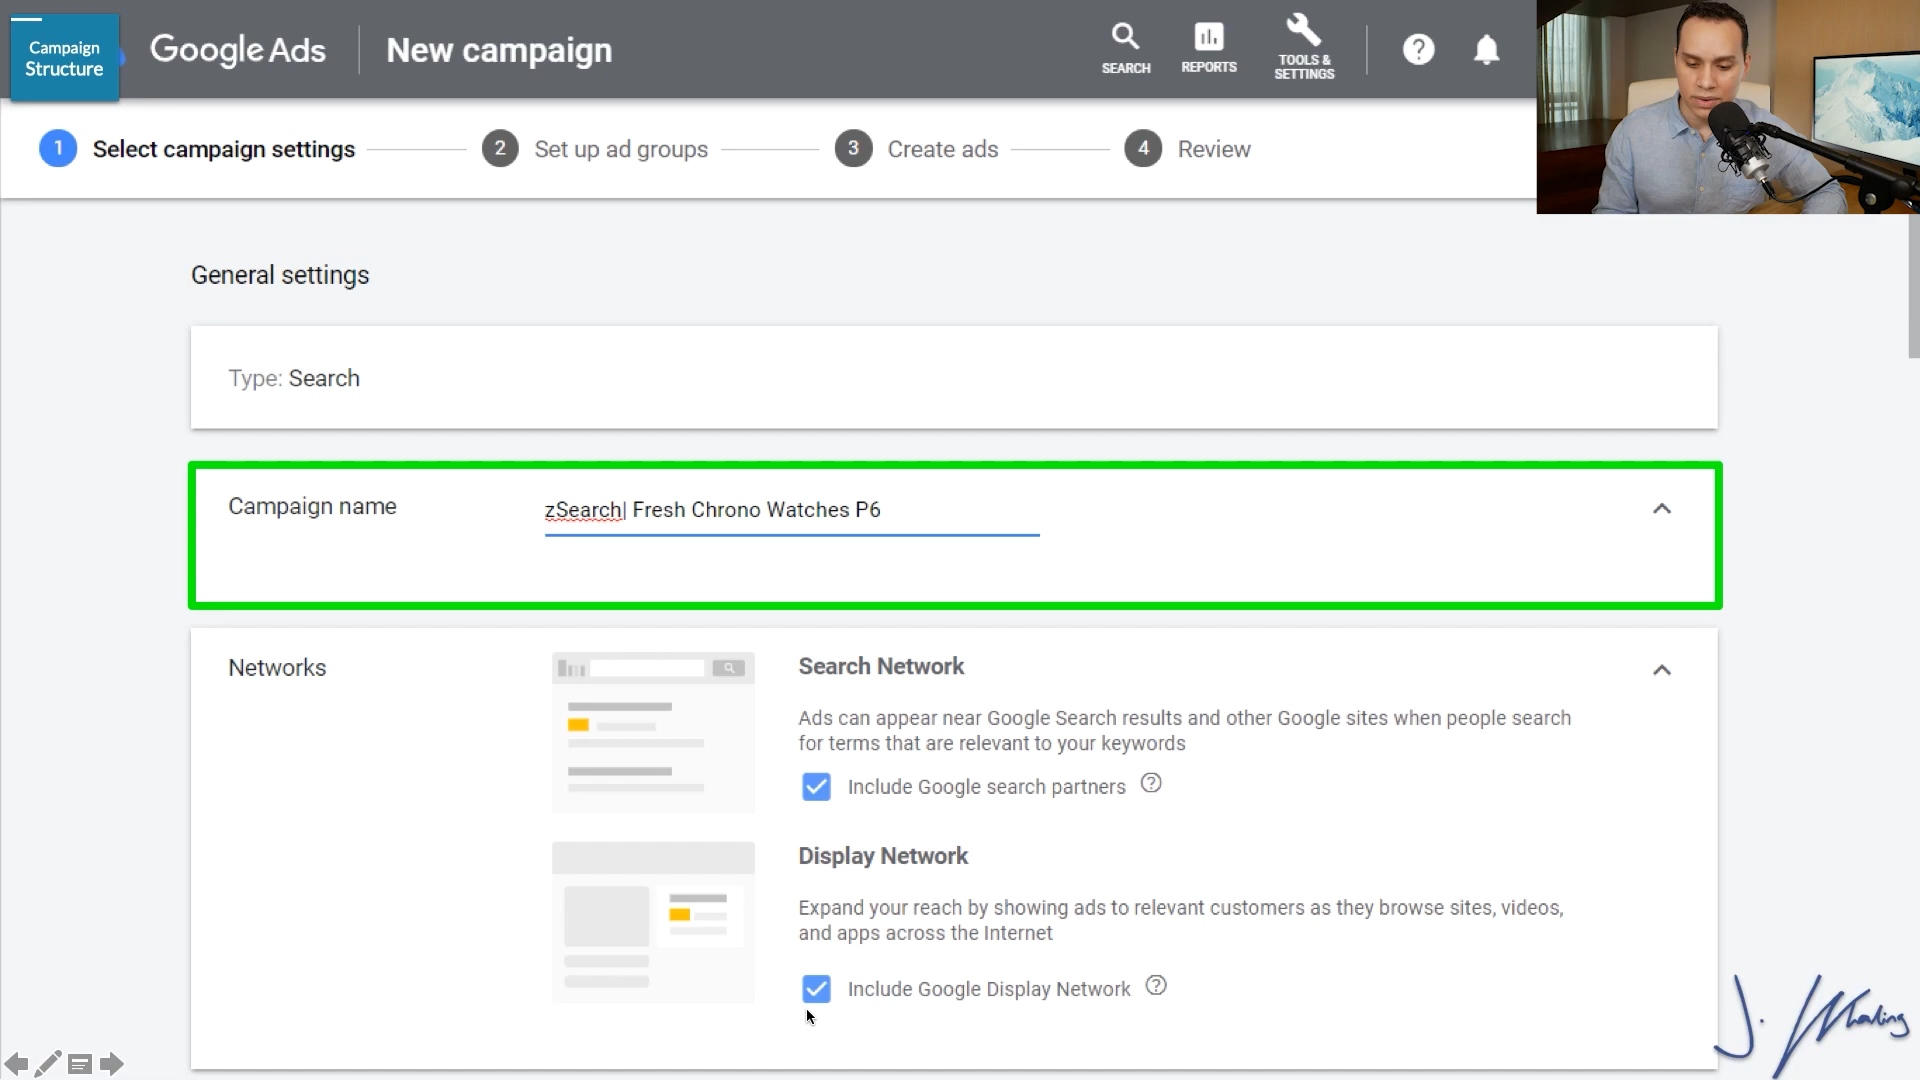 Campaign
Structure
Google Ads
New campaign
SEARCH
REPORTS
TOOLS &
SETTINGS
1 Select campaign settings
2 Set up ad groups
3 Create ads
4 Review
General settings
Type: Search
Campaign name
zSearch| Fresh Chrono Watches P6
Networks
Search Network
Ads can appear near Google Search results and other Google sites when people search
for terms that are relevant to your keywords
Include Google search partners
Display Network
Expand your reach by showing ads to relevant customers as they browse sites, videos,
and apps across the Internet
Include Google Display Network